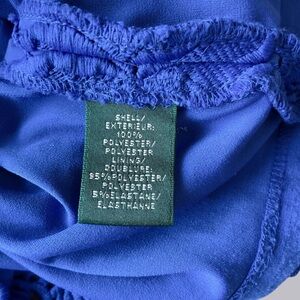 SHELL/
EXTERIEUR:
100%
POLYESTER/
POLYESTER
LINING/
DOUBLURE:
95%POLYESTER/
POLYESTER
5%ELASTANE/
ELASTHANNE